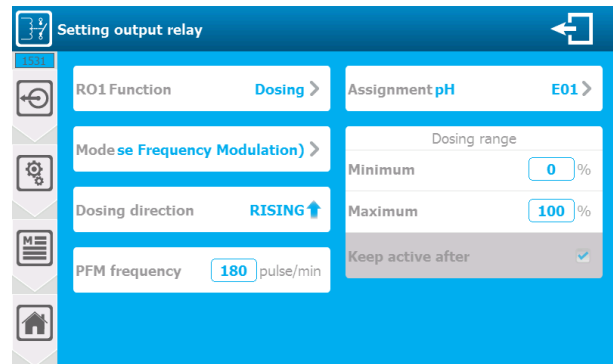 Setting output relay
1531
RO1 Function Dosing
Assignment pH E01
Mode se Frequency Modulation)
Dosing range
Minimum 0 %
Dosing direction RISING
Maximum 100 %
PFM frequency 180 pulse/min
Keep active after
M